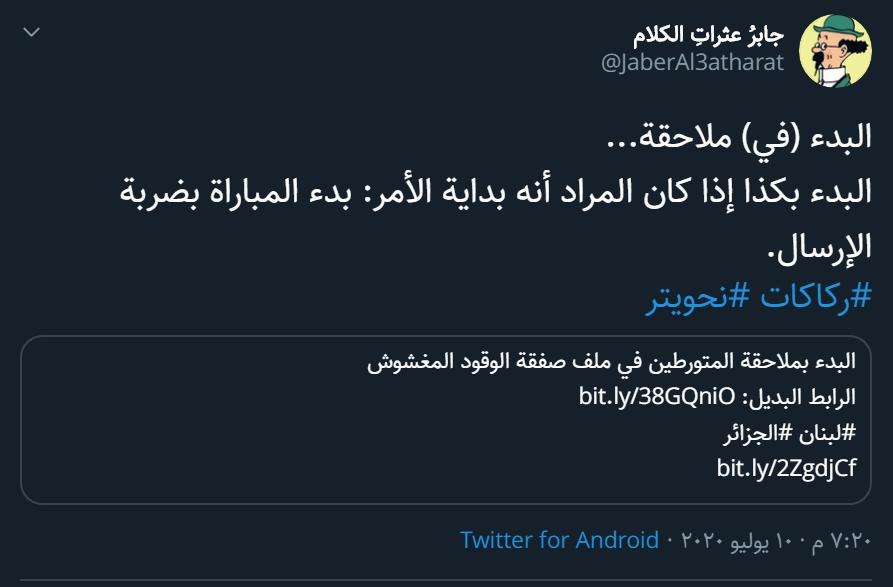 جابرُ عثراتِ الكلام
@JaberAl3atharat
البدء (في) ملاحقة...
البدء بكذا إذا كان المراد أنه بداية الأمر: بدء المباراة بضربة
الإرسال.
#ركاكات #نحويتر
البدء بملاحقة المتورطين في ملف صفقة الوقود المغشوش
الرابط البديل: bit.ly/38GQniO
#لبنان #الجزائر
bit.ly/2ZgdjCf
٧:٢٠ م · ١٠ يوليو ٢٠٢٠ · Twitter for Android